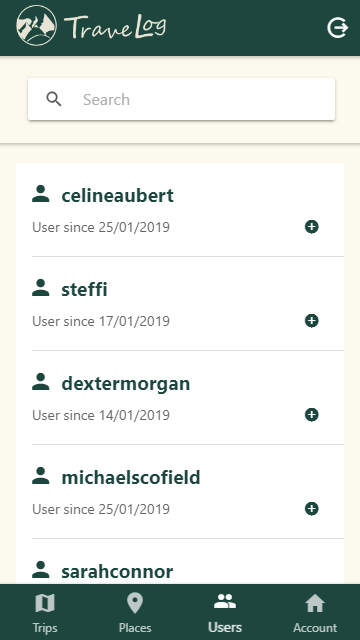 TraveLog
Search
celineaubert
User since 25/01/2019
steffi
User since 17/01/2019
dextermorgan
User since 14/01/2019
michaelscofield
User since 25/01/2019
sarahconnor
Trips
Places
Users
Account